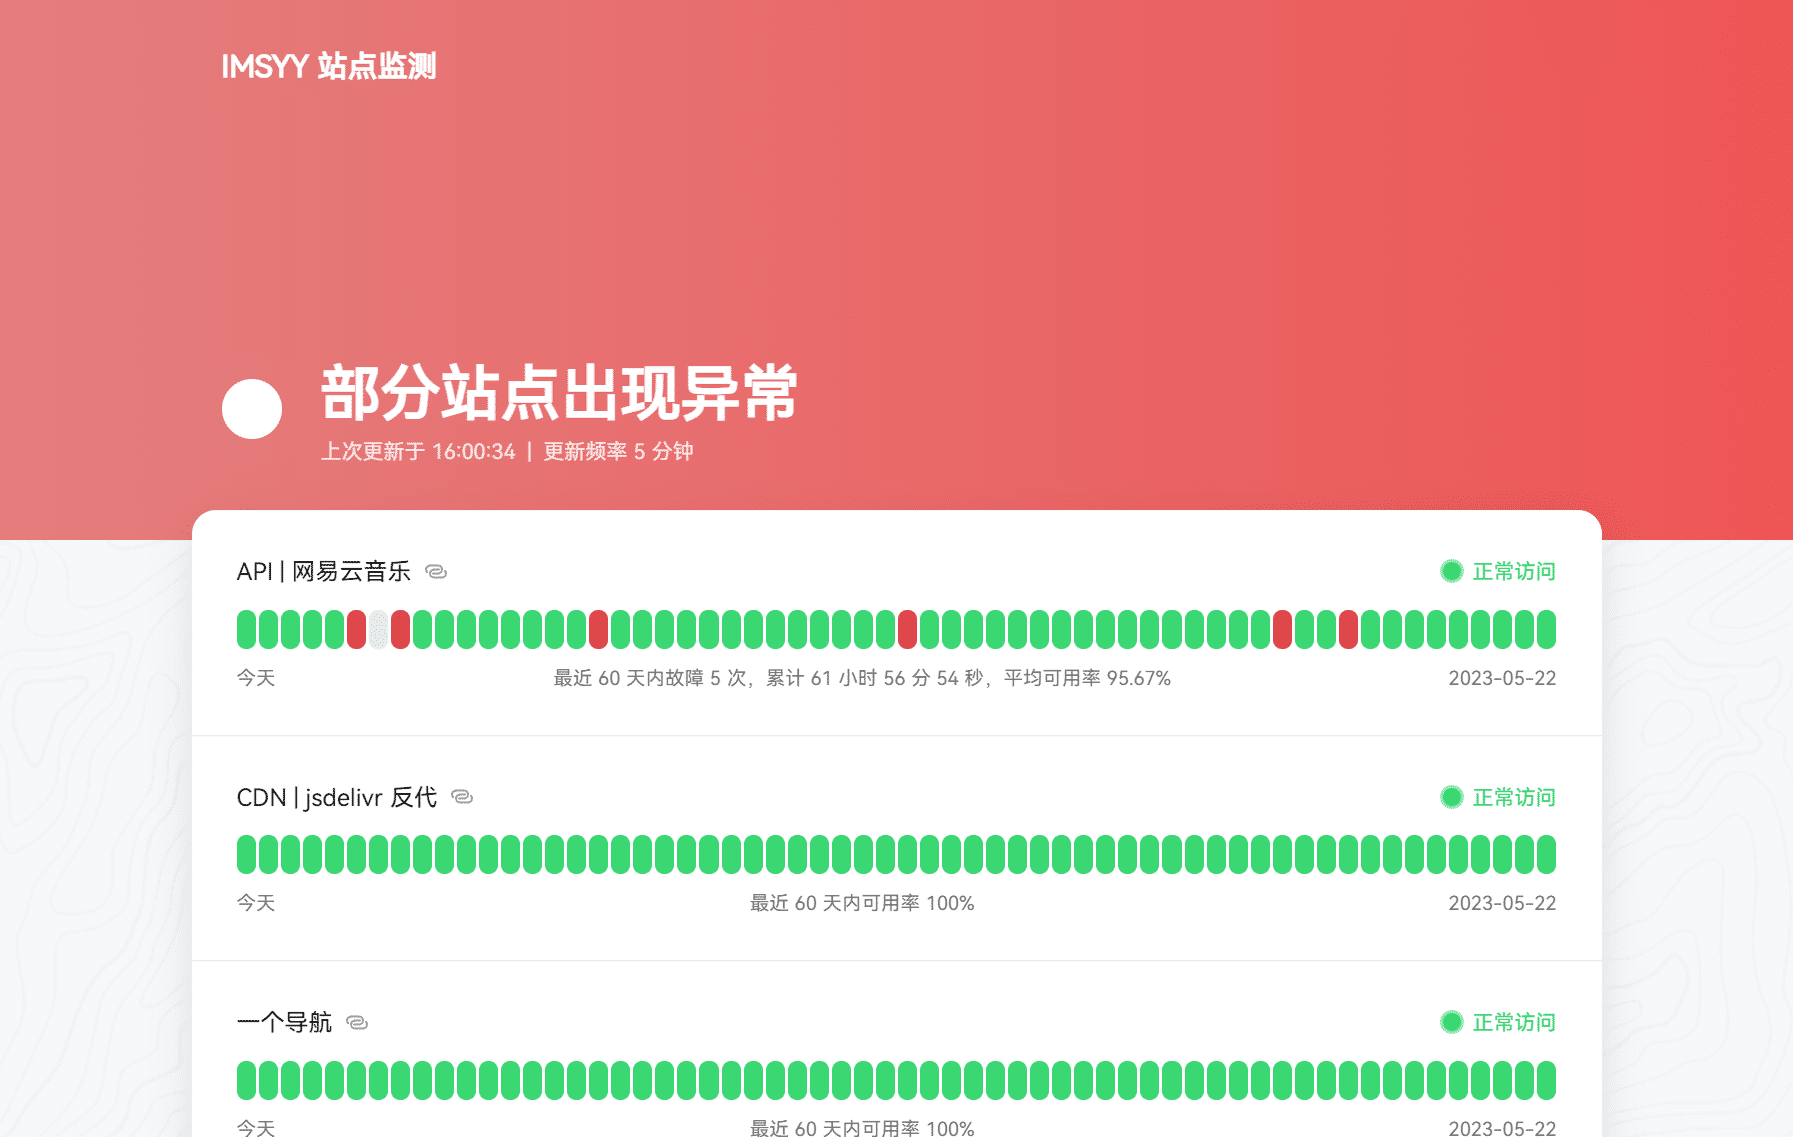 IMSYY 站点监测
部分站点出现异常
上次更新于 16:00:34 | 更新频率 5 分钟
API | 网易云音乐
正常访问
今天
最近 60 天内故障 5 次，累计 61 小时 56 分 54 秒，平均可用率 95.67%
2023-05-22
CDN | jsdelivr 反代
正常访问
今天
最近 60 天内可用率 100%
2023-05-22
一个导航
正常访问
今天
最近 60 天内可用率 100%
2023-05-22